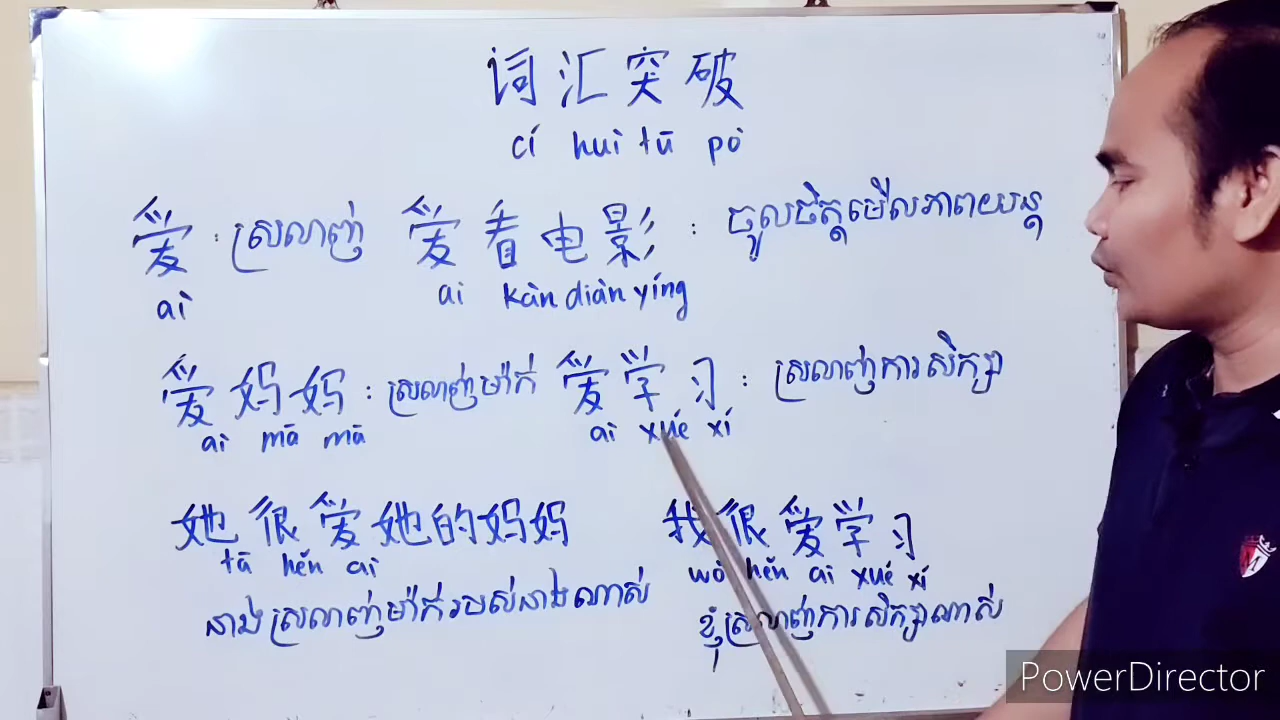 词汇突破
cí huì tū pò
爱 : ស្រលាញ់ 爱看电影 : ចូលចិត្តមើលភាពយន្ត
ài ài kàn diàn yíng
爱妈妈 : ស្រលាញ់ម៉ាក់ 爱学习 : ស្រលាញ់ការសិក្សា
ài mā mā ài xué xí
她很爱她的妈妈 我很爱学习
tā hěn ài wǒ hěn ài xué xí
នាងស្រលាញ់ម៉ាក់របស់នាងណាស់ ខ្ញុំស្រលាញ់ការសិក្សាណាស់
PowerDirector